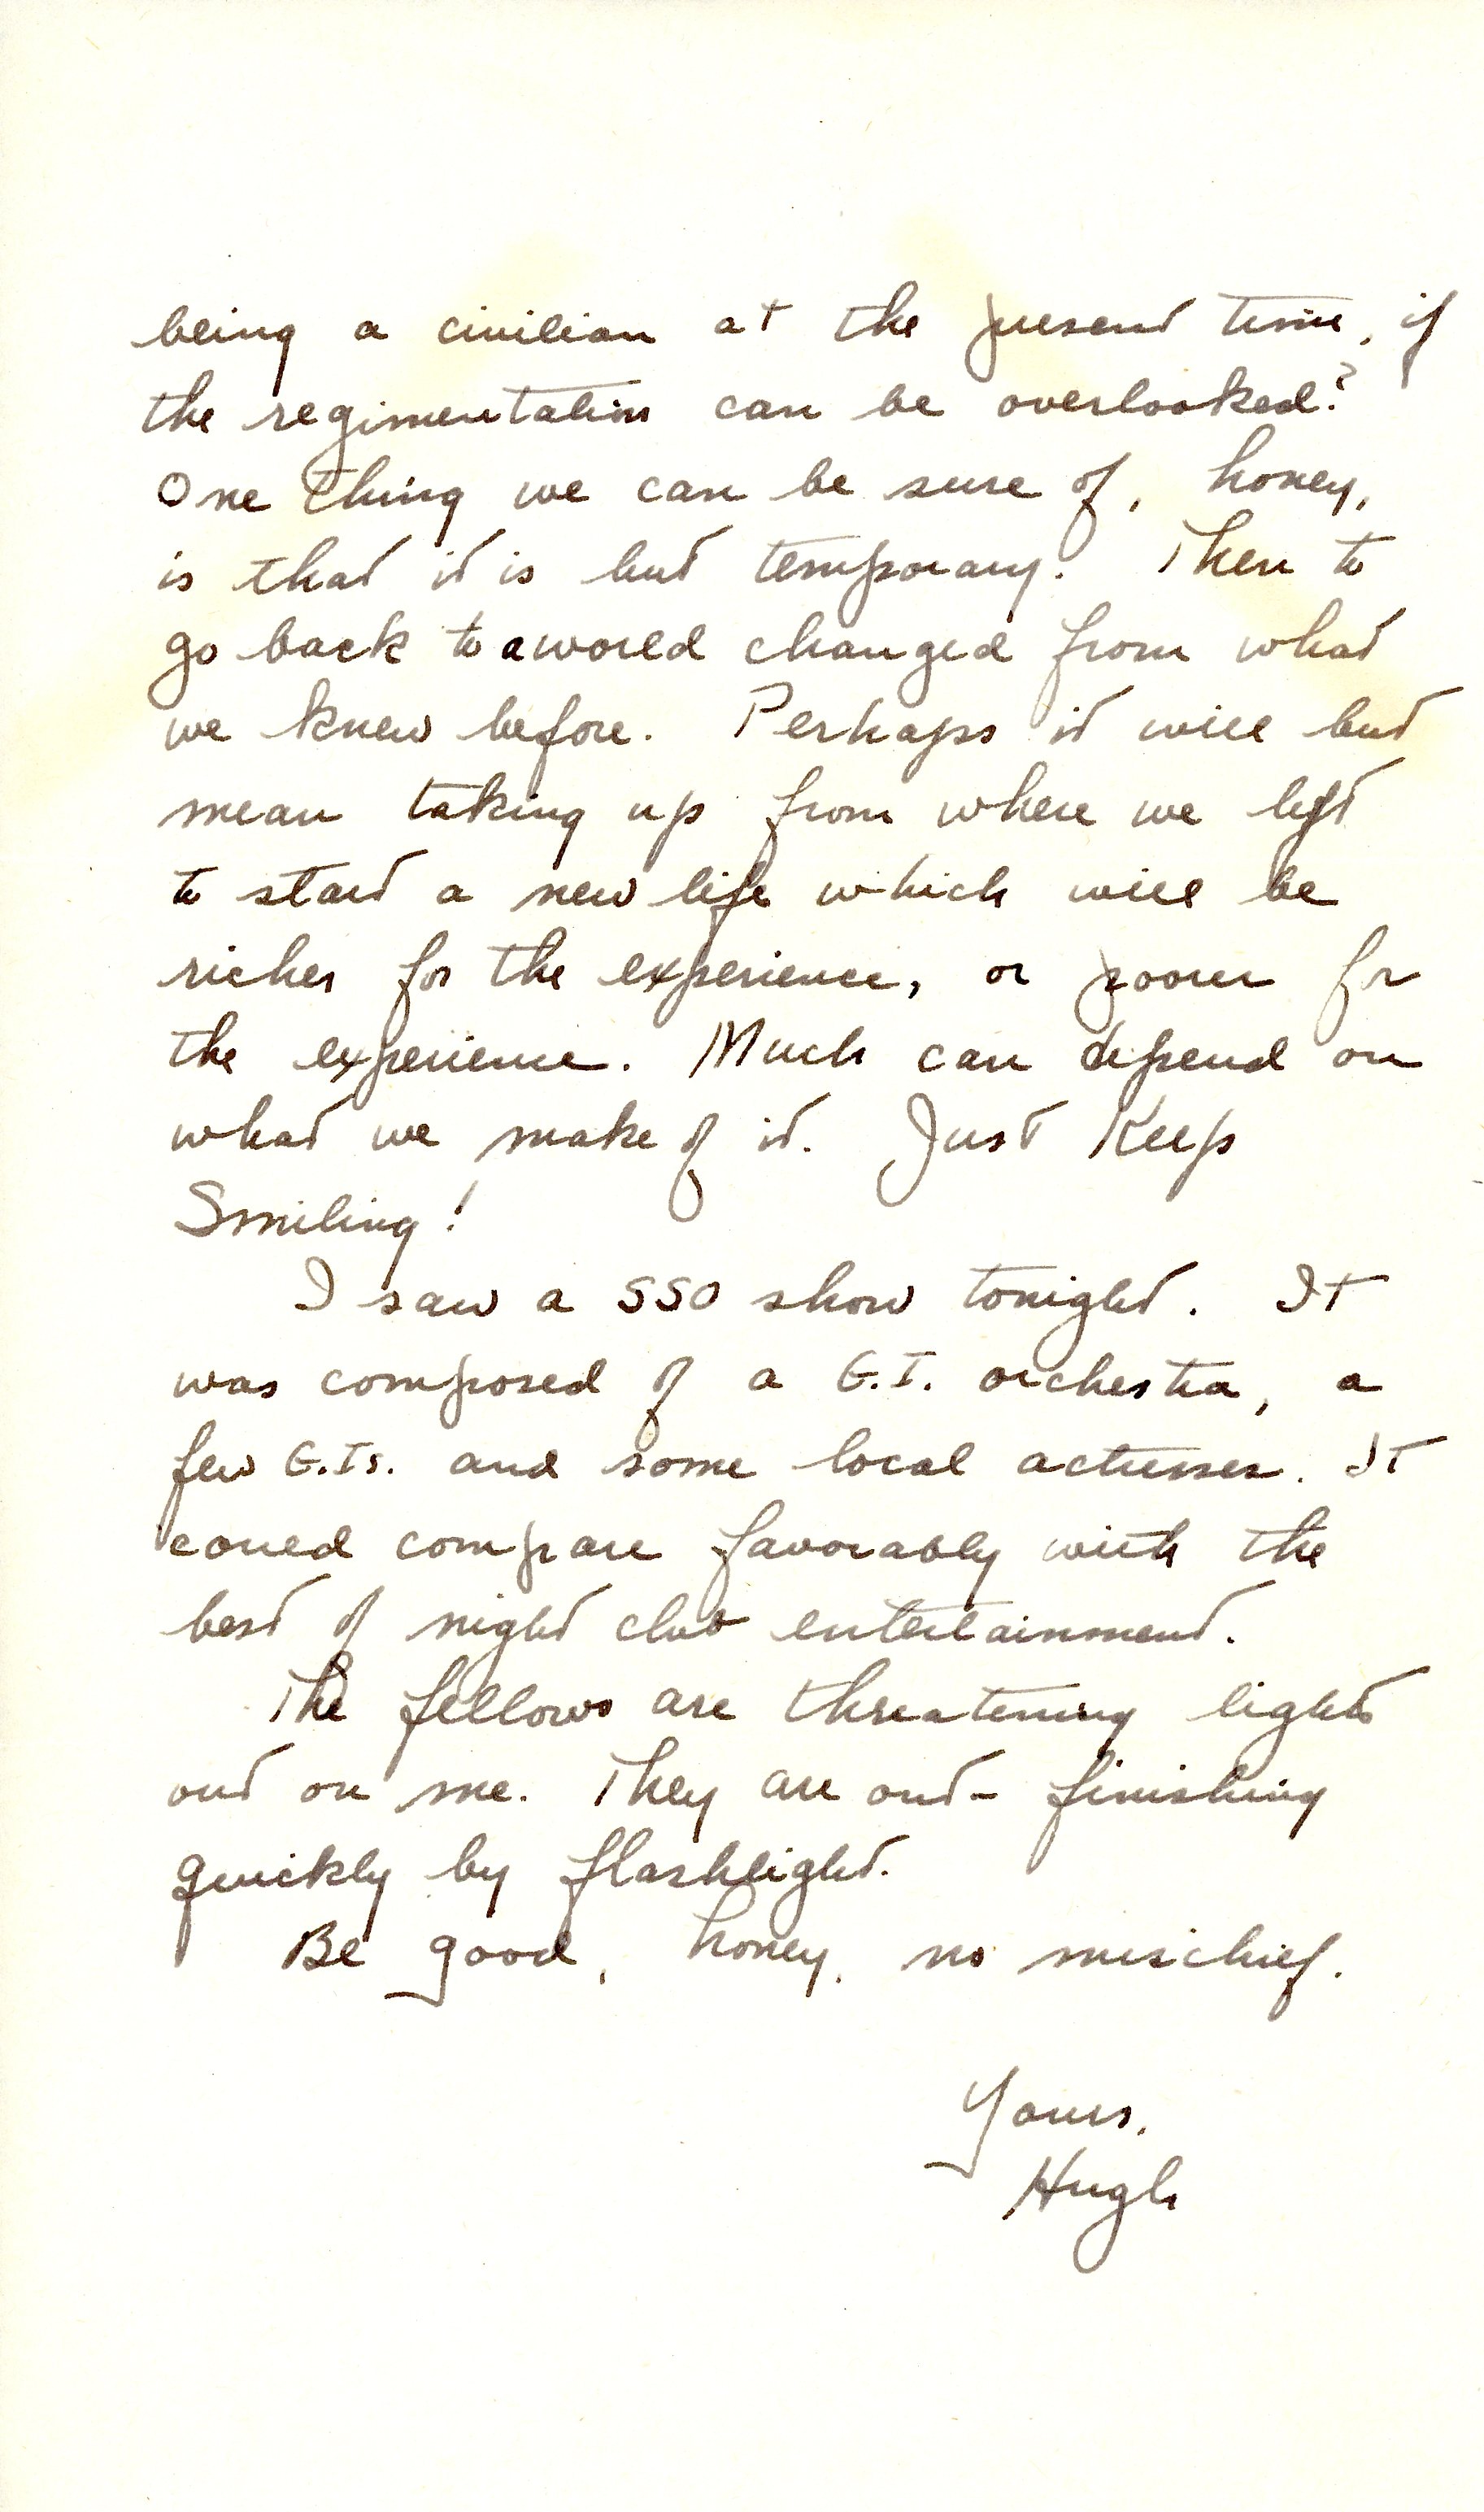 being a civilian at the present time, if
the regimentation can be overlooked?
One thing we can be sure of, honey,
is that it is but temporary. Then to
go back to a world changed from what
we knew before. Perhaps it will but
mean taking up from where we left
to start a new life which will be
richer for the experience, or poorer for
the experience. Much can depend on
what we make of it. Just Keep
Smiling!
I saw a SSO show tonight. It
was composed of a G.I. orchestra, a
few G.Is. and some local actresses. It
could compare favorably with the
best of night club entertainment.
The fellows are threatening lights
out on me. They are out - finishing
quickly by flashlight.
Be good, honey, no mischief.
Yours,
Hugh